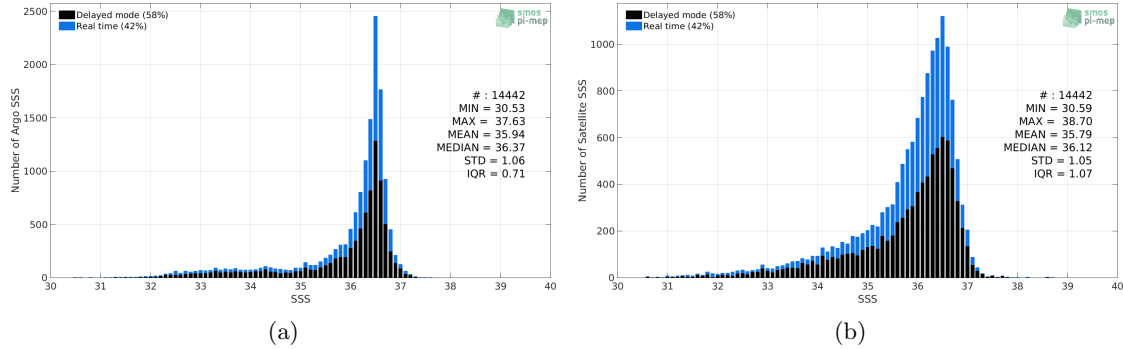 Delayed mode (58%)
Real time (42%)
smos
pi-mep
Number of Argo SSS
2500
2000
1500
1000
500
0
# : 14442
MIN = 30.53
MAX = 37.63
MEAN = 35.94
MEDIAN = 36.37
STD = 1.06
IQR = 0.71
30 31 32 33 34 35 36 37 38 39 40
SSS
(a)
Delayed mode (58%)
Real time (42%)
smos
pi-mep
Number of Satellite SSS
1000
800
600
400
200
0
# : 14442
MIN = 30.59
MAX = 38.70
MEAN = 35.79
MEDIAN = 36.12
STD = 1.05
IQR = 1.07
30 31 32 33 34 35 36 37 38 39 40
SSS
(b)